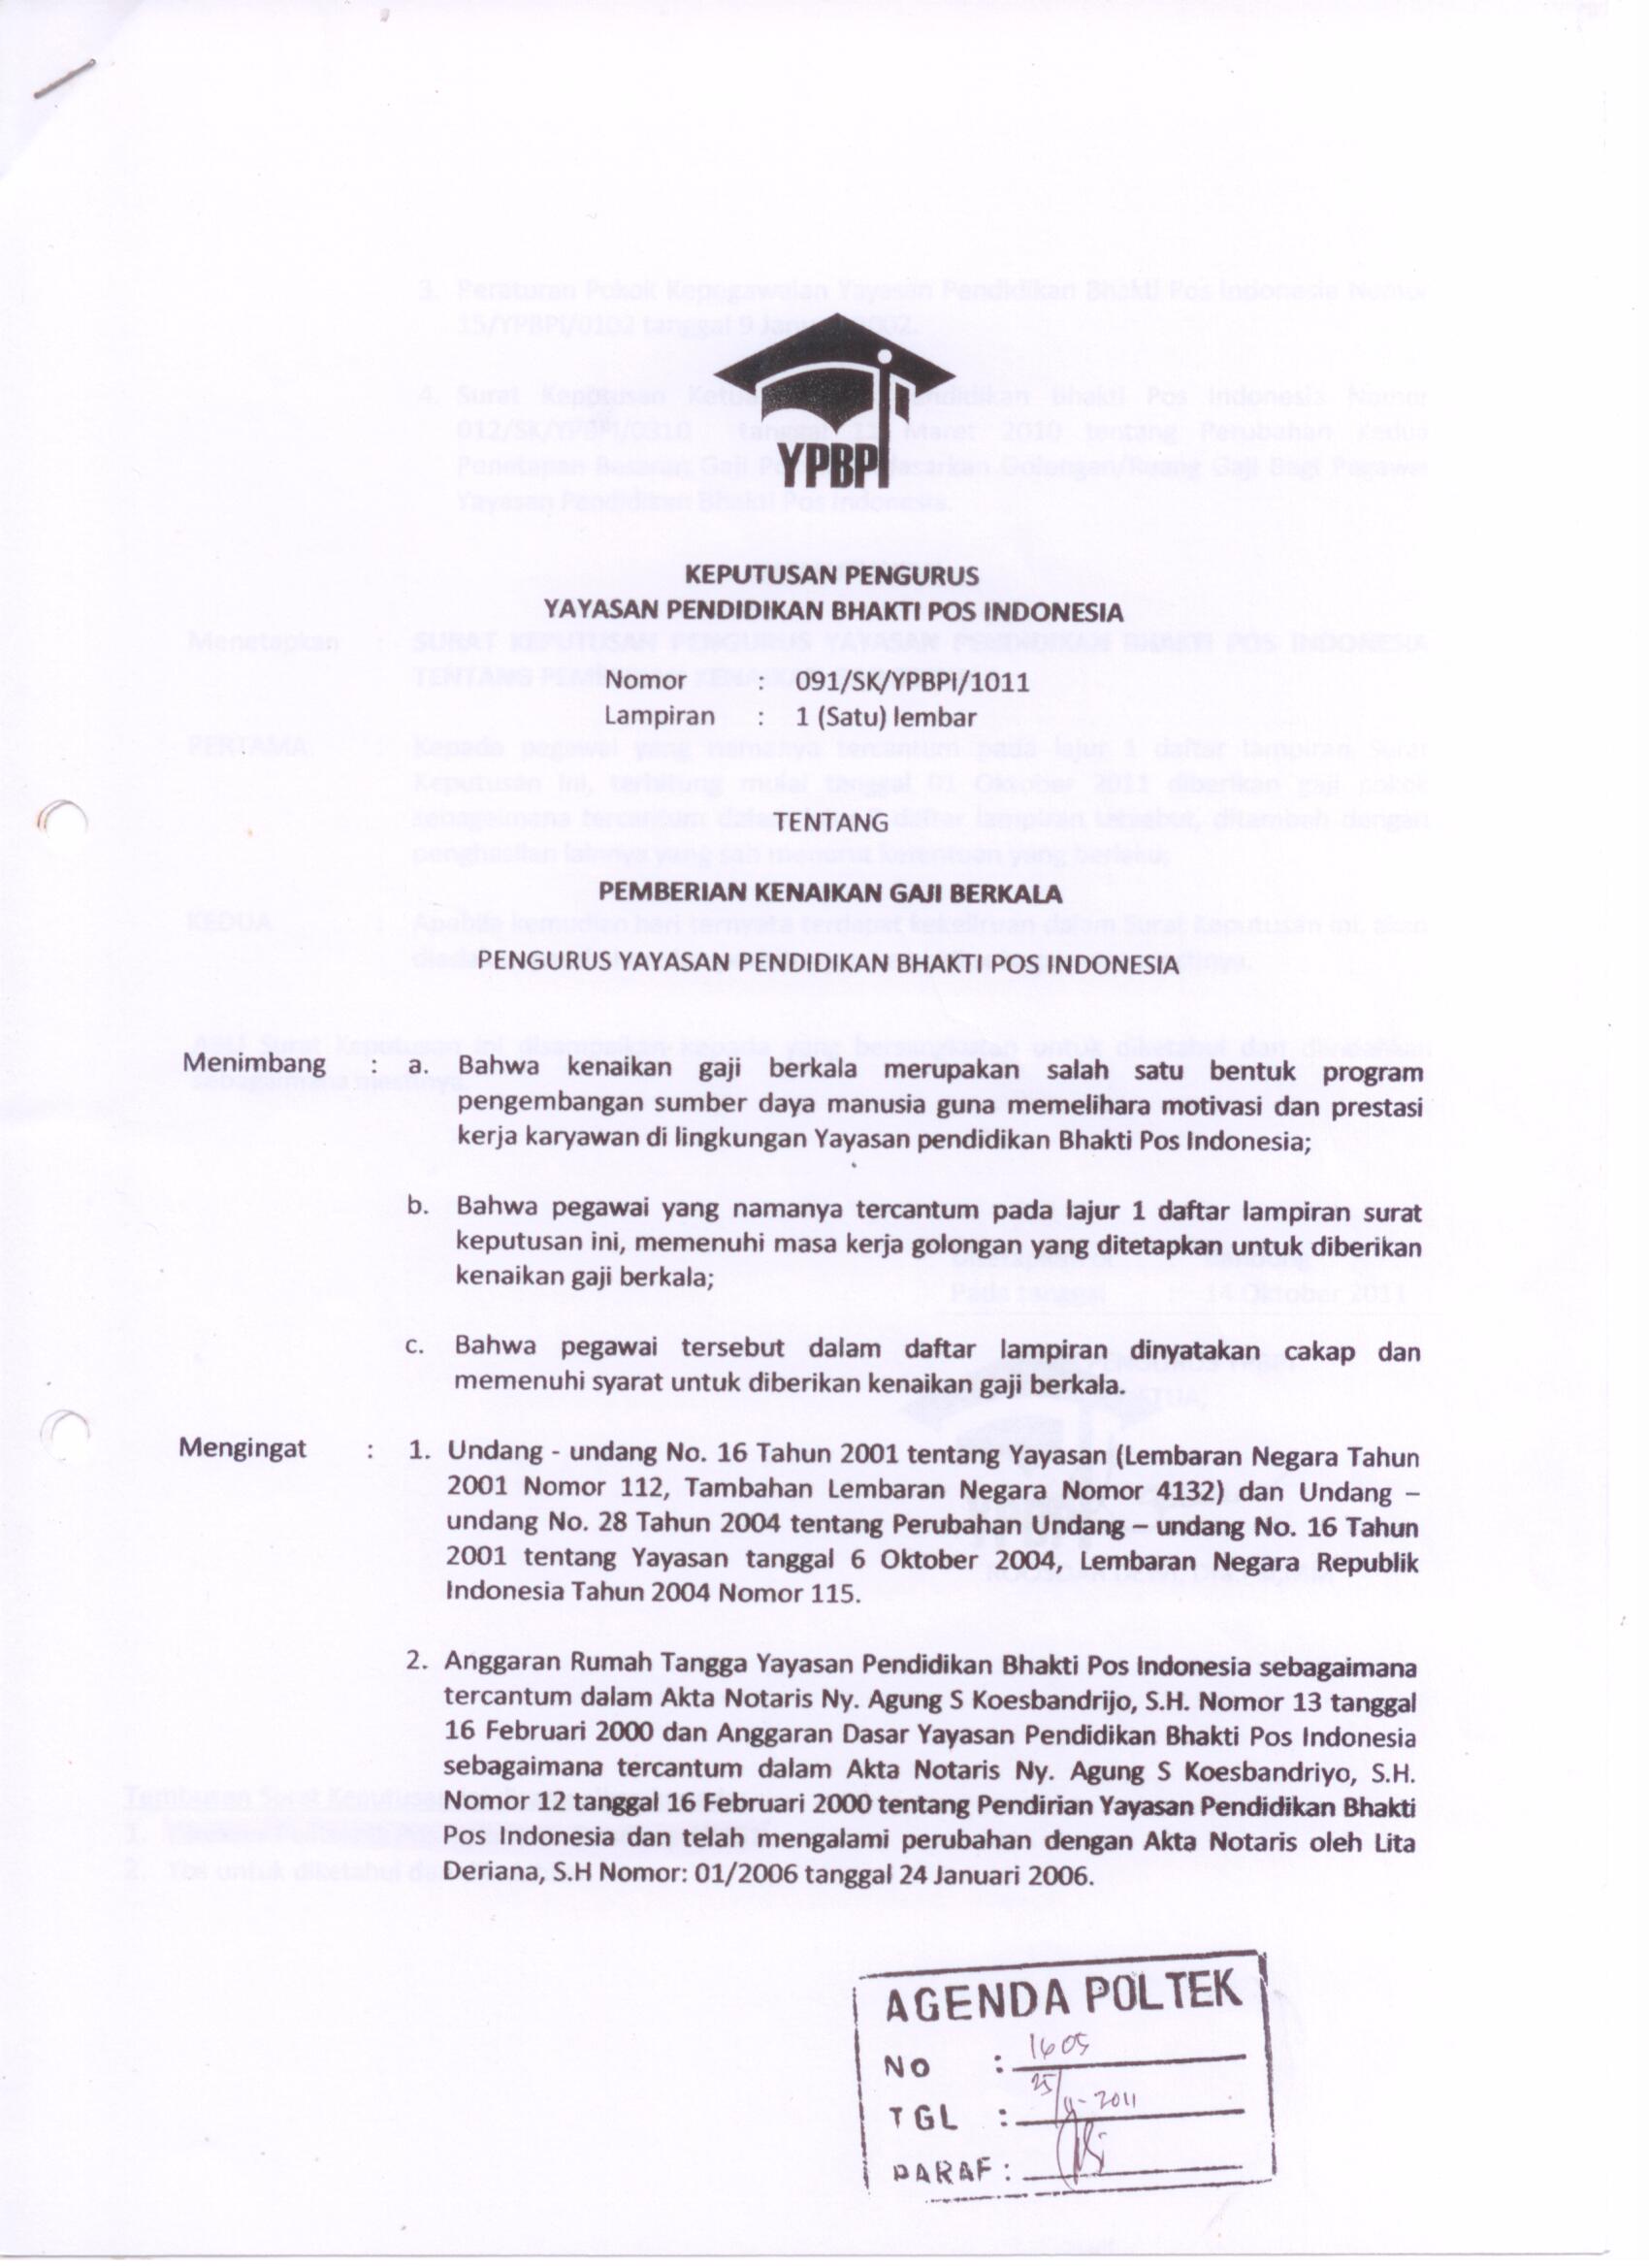 YPBPI
KEPUTUSAN PENGURUS
YAYASAN PENDIDIKAN BHAKTI POS INDONESIA
Nomor : 091/SK/YPBPI/1011
Lampiran : 1 (Satu) lembar
TENTANG
PEMBERIAN KENAIKAN GAJI BERKALA
PENGURUS YAYASAN PENDIDIKAN BHAKTI POS INDONESIA
Menimbang : a. Bahwa kenaikan gaji berkala merupakan salah satu bentuk program
pengembangan sumber daya manusia guna memelihara motivasi dan prestasi
kerja karyawan di lingkungan Yayasan pendidikan Bhakti Pos Indonesia;
b. Bahwa pegawai yang namanya tercantum pada lajur 1 daftar lampiran surat
keputusan ini, memenuhi masa kerja golongan yang ditetapkan untuk diberikan
kenaikan gaji berkala;
c. Bahwa pegawai tersebut dalam daftar lampiran dinyatakan cakap dan
memenuhi syarat untuk diberikan kenaikan gaji berkala.
Mengingat : 1. Undang - undang No. 16 Tahun 2001 tentang Yayasan (Lembaran Negara Tahun
2001 Nomor 112, Tambahan Lembaran Negara Nomor 4132) dan Undang –
undang No. 28 Tahun 2004 tentang Perubahan Undang – undang No. 16 Tahun
2001 tentang Yayasan tanggal 6 Oktober 2004, Lembaran Negara Republik
Indonesia Tahun 2004 Nomor 115.
2. Anggaran Rumah Tangga Yayasan Pendidikan Bhakti Pos Indonesia sebagaimana
tercantum dalam Akta Notaris Ny. Agung S Koesbandrijo, S.H. Nomor 13 tanggal
16 Februari 2000 dan Anggaran Dasar Yayasan Pendidikan Bhakti Pos Indonesia
sebagaimana tercantum dalam Akta Notaris Ny. Agung S Koesbandriyo, S.H.
Nomor 12 tanggal 16 Februari 2000 tentang Pendirian Yayasan Pendidikan Bhakti
Pos Indonesia dan telah mengalami perubahan dengan Akta Notaris oleh Lita
Deriana, S.H Nomor: 01/2006 tanggal 24 Januari 2006.
AGENDA POLTEK
NO : 1605
TGL :
PARAF :